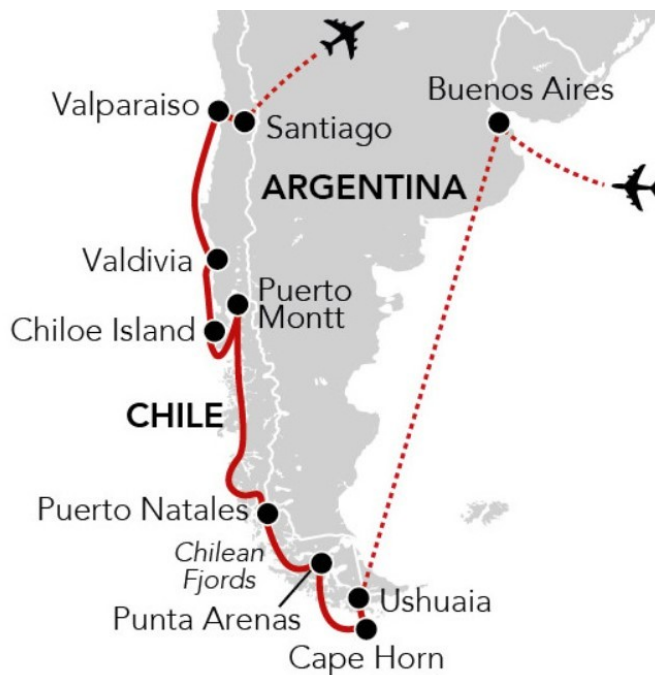 Valparaiso
Buenos Aires
Santiago
ARGENTINA
Valdivia
Puerto
Montt
Chiloe Island
CHILE
Puerto Natales
Chilean
Fjords
Punta Arenas
Ushuaia
Cape Horn